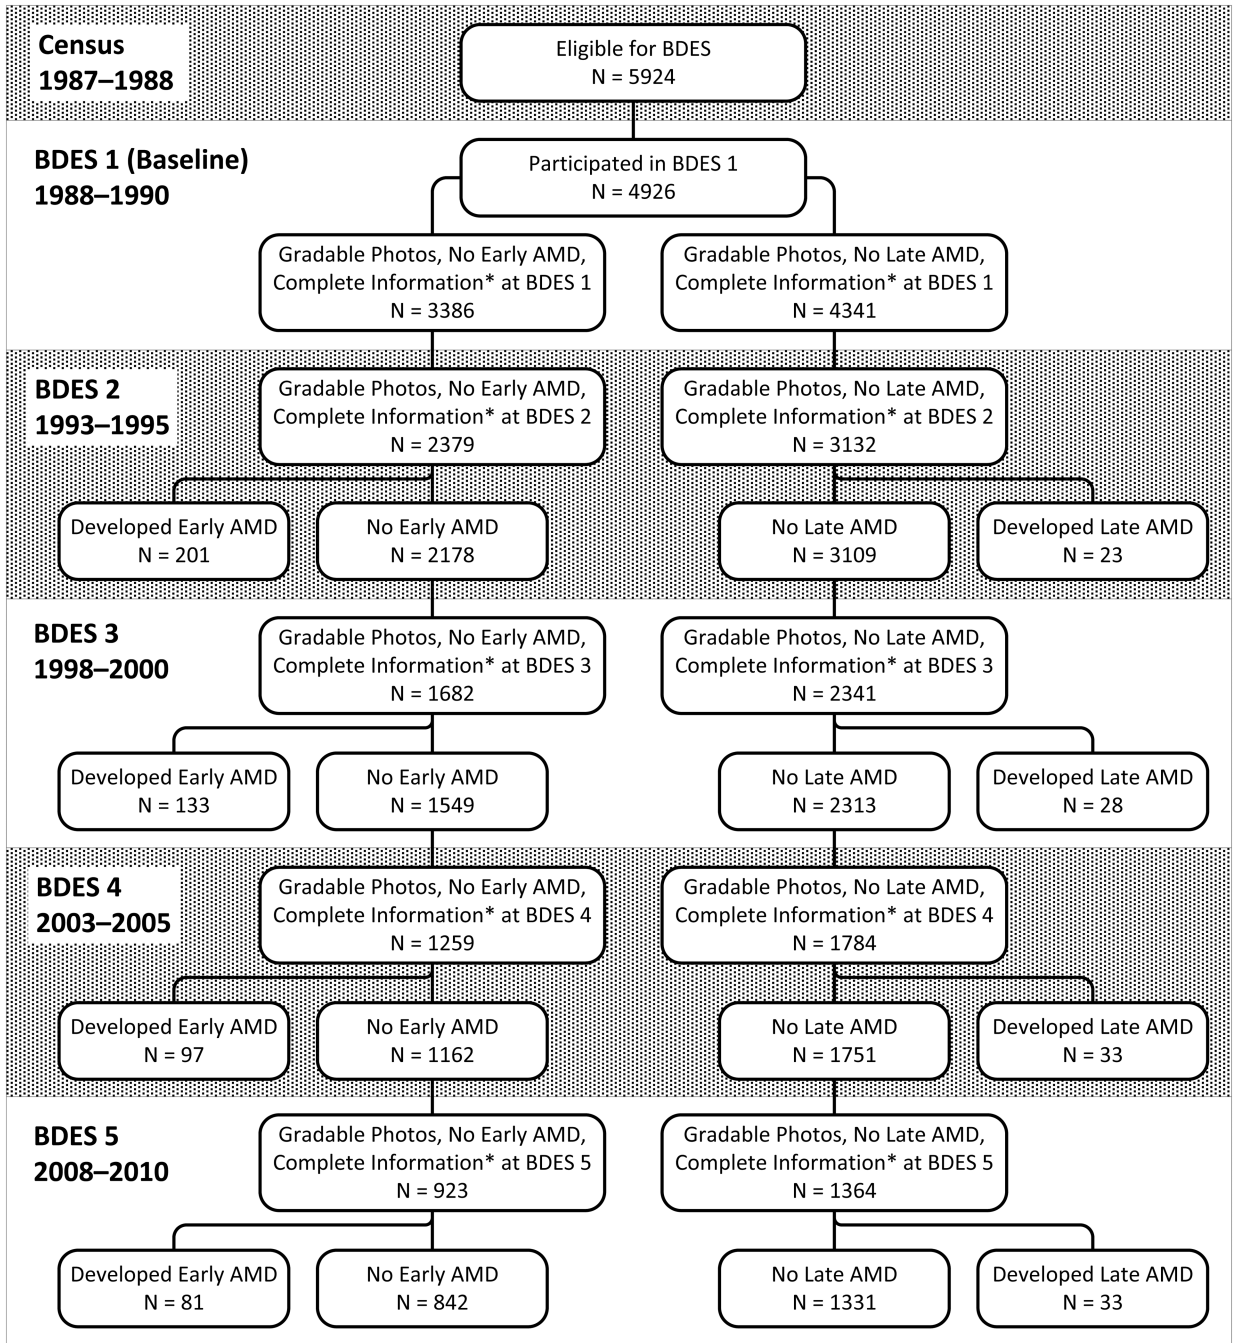 Census
1987–1988
Eligible for BDES
N = 5924
BDES 1 (Baseline)
1988–1990
Participated in BDES 1
N = 4926
Gradable Photos, No Early AMD,
Complete Information* at BDES 1
N = 3386
Gradable Photos, No Late AMD,
Complete Information* at BDES 1
N = 4341
BDES 2
1993–1995
Gradable Photos, No Early AMD,
Complete Information* at BDES 2
N = 2379
Gradable Photos, No Late AMD,
Complete Information* at BDES 2
N = 3132
Developed Early AMD
N = 201
No Early AMD
N = 2178
No Late AMD
N = 3109
Developed Late AMD
N = 23
BDES 3
1998–2000
Gradable Photos, No Early AMD,
Complete Information* at BDES 3
N = 1682
Gradable Photos, No Late AMD,
Complete Information* at BDES 3
N = 2341
Developed Early AMD
N = 133
No Early AMD
N = 1549
No Late AMD
N = 2313
Developed Late AMD
N = 28
BDES 4
2003–2005
Gradable Photos, No Early AMD,
Complete Information* at BDES 4
N = 1259
Gradable Photos, No Late AMD,
Complete Information* at BDES 4
N = 1784
Developed Early AMD
N = 97
No Early AMD
N = 1162
No Late AMD
N = 1751
Developed Late AMD
N = 33
BDES 5
2008–2010
Gradable Photos, No Early AMD,
Complete Information* at BDES 5
N = 923
Gradable Photos, No Late AMD,
Complete Information* at BDES 5
N = 1364
Developed Early AMD
N = 81
No Early AMD
N = 842
No Late AMD
N = 1331
Developed Late AMD
N = 33